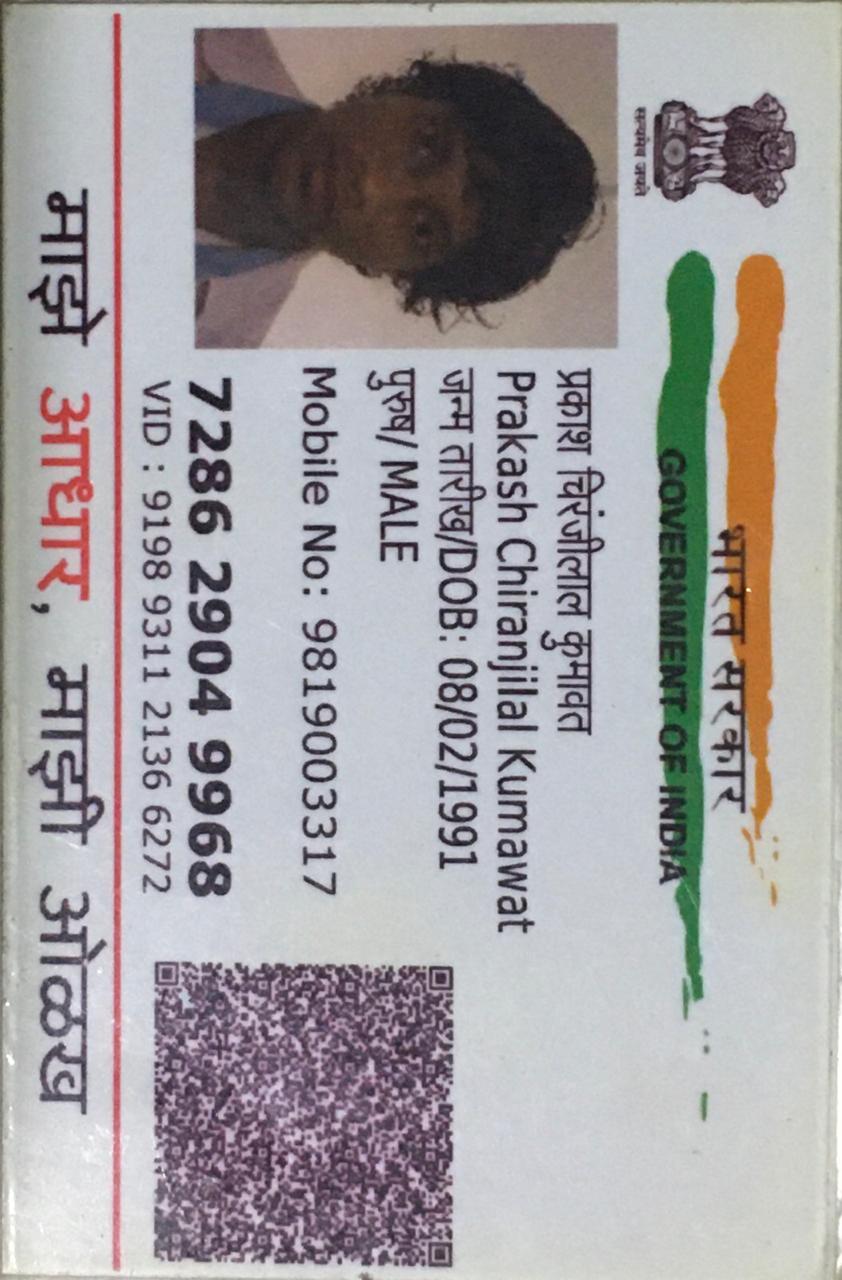 सत्यमेव जयते
भारत सरकार
GOVERNMENT OF INDIA
प्रकाश चिरंजीलाल कुमावत
Prakash Chiranjilal Kumawat
जन्म तारीख/DOB: 08/02/1991
पुरुष/ MALE
Mobile No: 9819003317
7286 2904 9968
VID : 9198 9311 2136 6272
माझे आधार, माझी ओळख